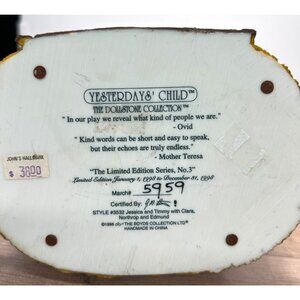 YESTERDAYS' CHILD™
THE DOLLSTONE COLLECTION™
" In our play we reveal what kind of people we are."
- Ovid
" Kind words can be short and easy to speak,
but their echoes are truly endless."
- Mother Teresa
"The Limited Edition Series, No.3"
Limited Edition January 1, 1998 to December 31, 1998
March# 5959
Certified By:
STYLE #3532 Jessica and Timmy with Clara,
Northrop and Edmund
THE BOYDS COLLECTION LTD®
HANDMADE IN CHINA
JOHN'S HALLMARK
$ 38.00